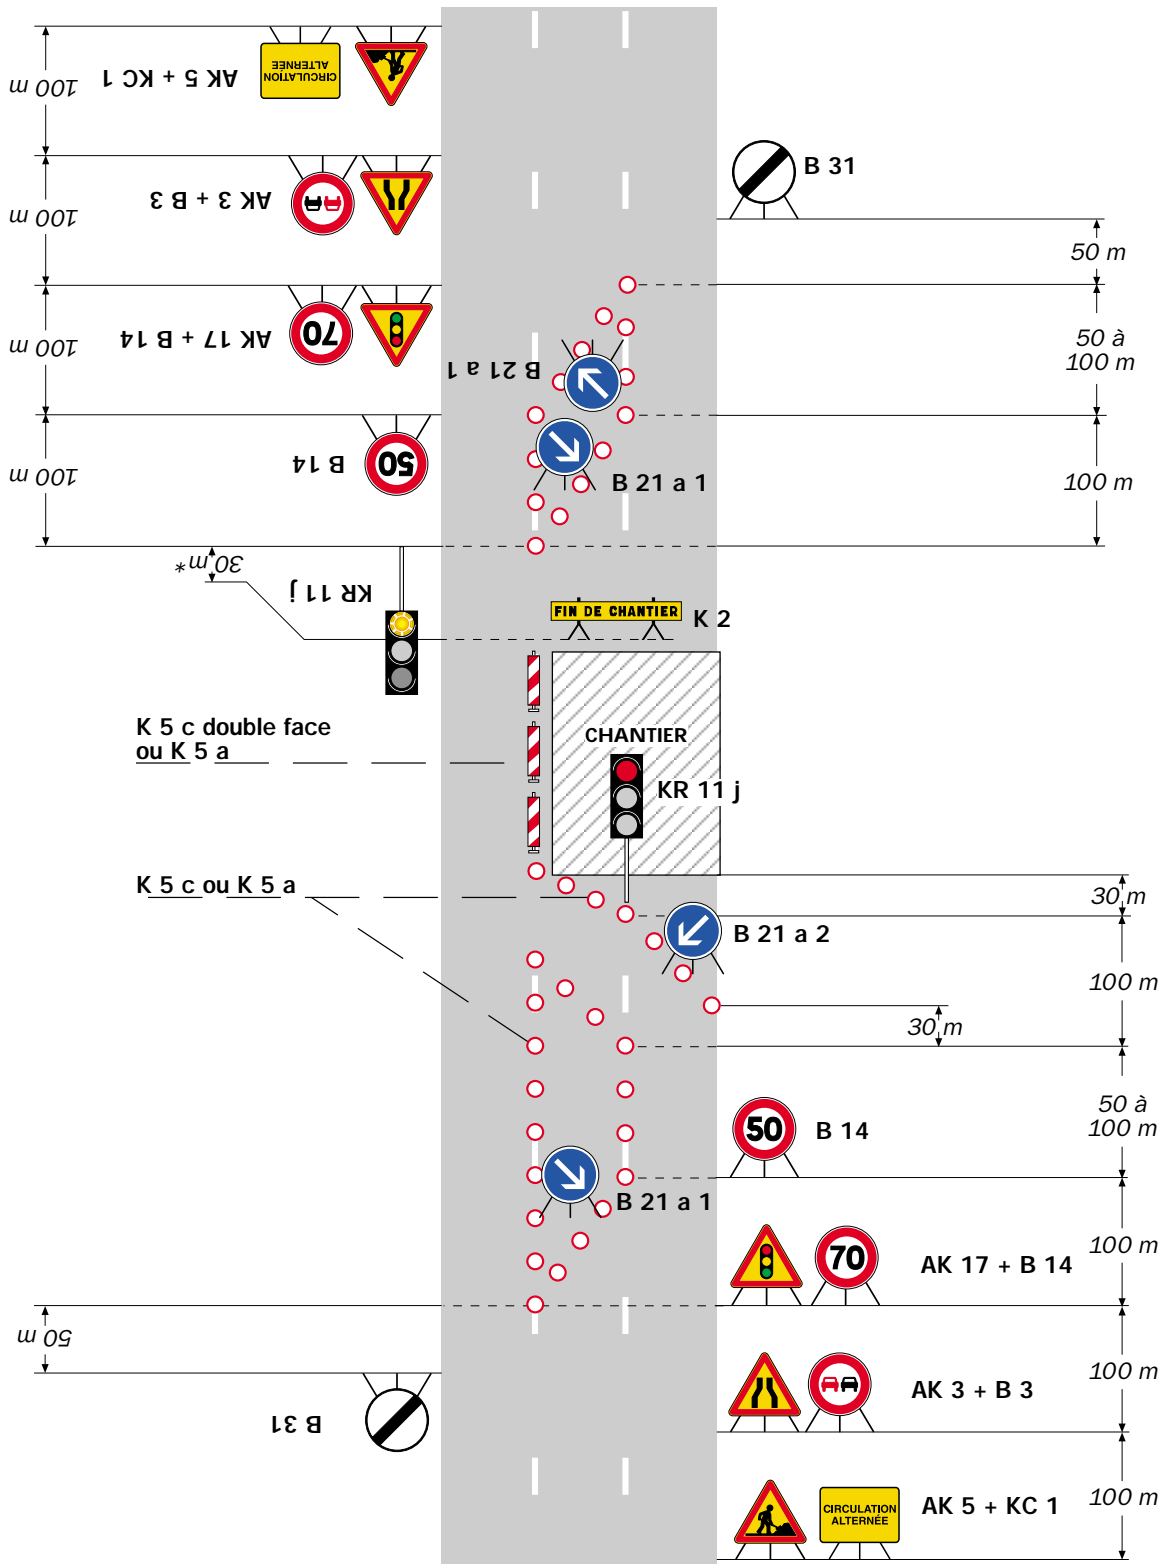 100 m
AK 5 + KC 1
CIRCULATION
ALTERNÉE
100 m
AK 3 + B 3
B 31
50 m
100 m
AK 17 + B 14
70
50 à
100 m
B 21 a 1
100 m
B 14
50
B 21 a 1
100 m
30 m*
KR 11 j
FIN DE CHANTIER
K 2
K 5 c double face
ou K 5 a
CHANTIER
KR 11 j
K 5 c ou K 5 a
30 m
B 21 a 2
100 m
30 m
50 à
100 m
50
B 14
B 21 a 1
70
AK 17 + B 14
100 m
50 m
AK 3 + B 3
100 m
B 31
CIRCULATION
ALTERNÉE
AK 5 + KC 1
100 m